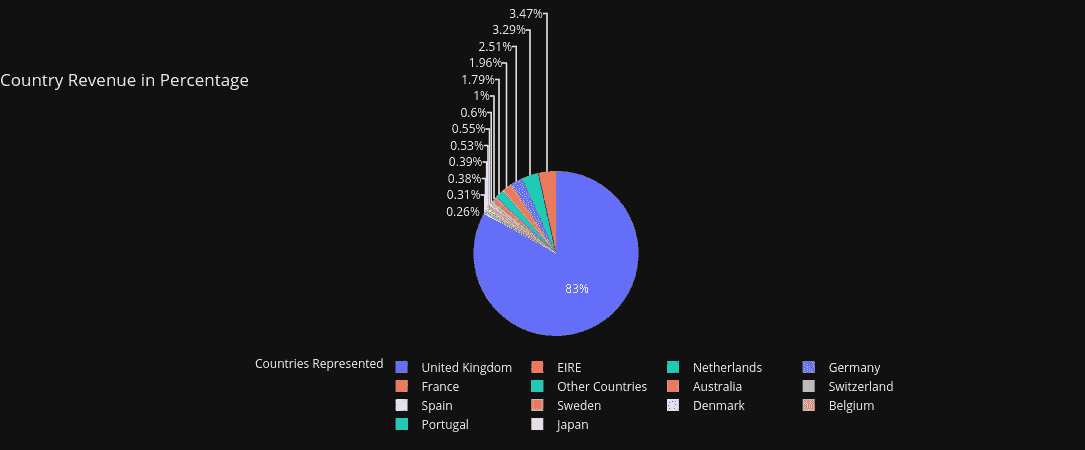 3.47%
3.29%
2.51%
1.96%
Country Revenue in Percentage
1.79%
1%
0.6%
0.55%
0.53%
0.39%
0.38%
0.31%
0.26%
83%
Countries Represented
United Kingdom EIRE Netherlands Germany
France Other Countries Australia Switzerland
Spain Sweden Denmark Belgium
Portugal Japan